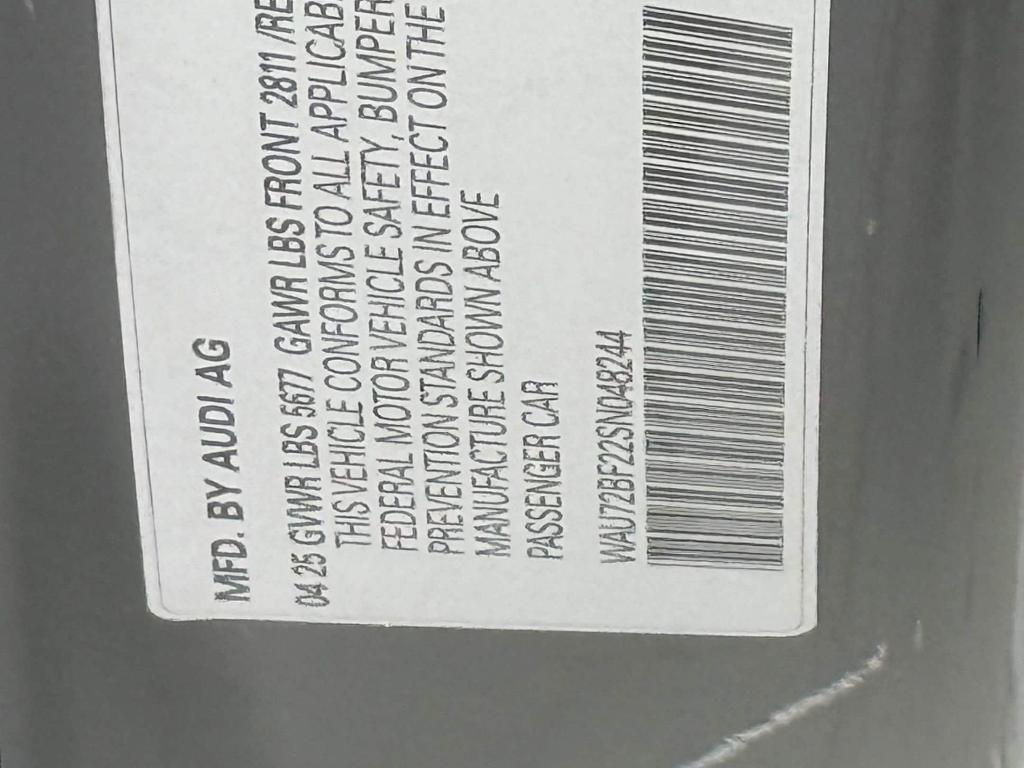 MFD. BY AUDI AG
04 25 GVWR LBS 5677 GAWR LBS FRONT 2811 /RE
THIS VEHICLE CONFORMS TO ALL APPLICAB
FEDERAL MOTOR VEHICLE SAFETY, BUMPER
PREVENTION STANDARDS IN EFFECT ON THE
MANUFACTURE SHOWN ABOVE
PASSENGER CAR
WAU72BF22SN048244